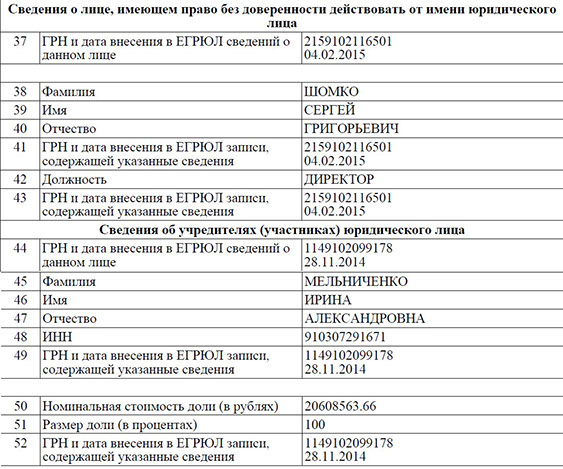 Сведения о лице, имеющем право без доверенности действовать от имени юридического
лица
37 ГРН и дата внесения в ЕГРЮЛ сведений о 2159102116501
данном лице 04.02.2015
38 Фамилия ШОМКО
39 Имя СЕРГЕЙ
40 Отчество ГРИГОРЬЕВИЧ
41 ГРН и дата внесения в ЕГРЮЛ записи, 2159102116501
содержащей указанные сведения 04.02.2015
42 Должность ДИРЕКТОР
43 ГРН и дата внесения в ЕГРЮЛ записи, 2159102116501
содержащей указанные сведения 04.02.2015
Сведения об учредителях (участниках) юридического лица
44 ГРН и дата внесения в ЕГРЮЛ сведений о 1149102099178
данном лице 28.11.2014
45 Фамилия МЕЛЬНИЧЕНКО
46 Имя ИРИНА
47 Отчество АЛЕКСАНДРОВНА
48 ИНН 910307291671
49 ГРН и дата внесения в ЕГРЮЛ записи, 1149102099178
содержащей указанные сведения 28.11.2014
50 Номинальная стоимость доли (в рублях) 20608563.66
51 Размер доли (в процентах) 100
52 ГРН и дата внесения в ЕГРЮЛ записи, 1149102099178
содержащей указанные сведения 28.11.2014